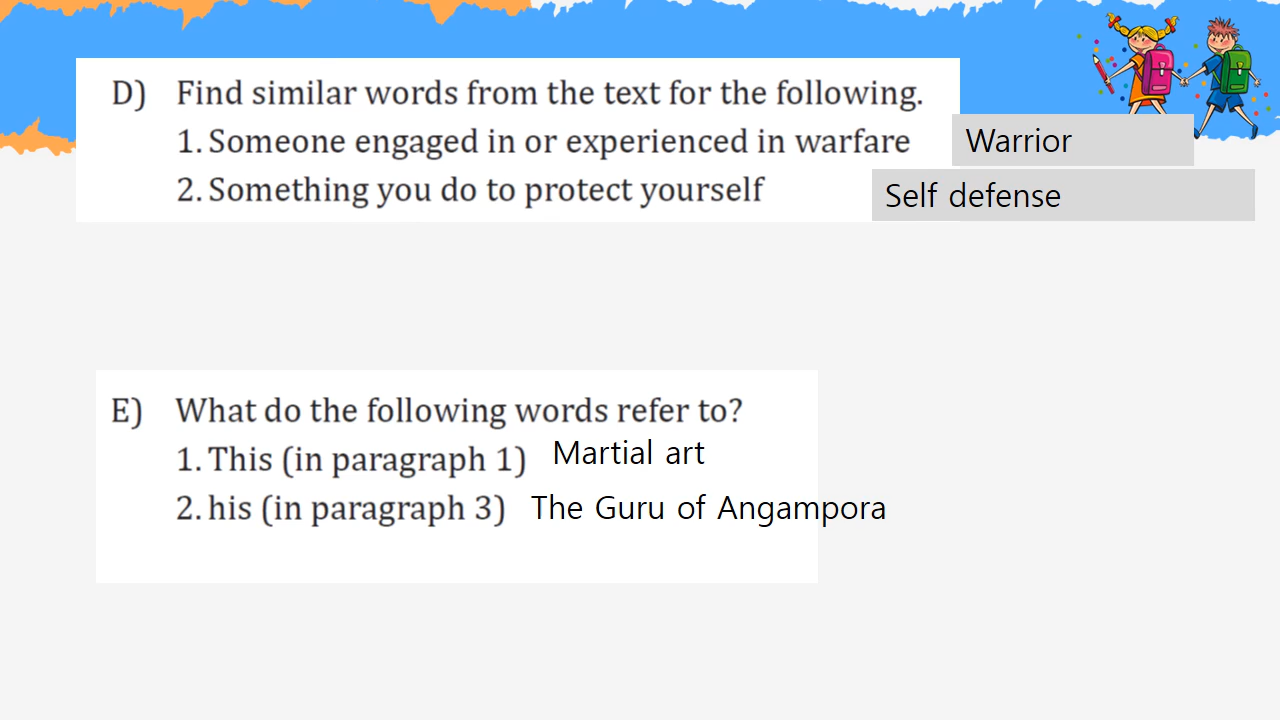 D) Find similar words from the text for the following.
1. Someone engaged in or experienced in warfare Warrior
2. Something you do to protect yourself Self defense
E) What do the following words refer to?
1. This (in paragraph 1) Martial art
2. his (in paragraph 3) The Guru of Angampora